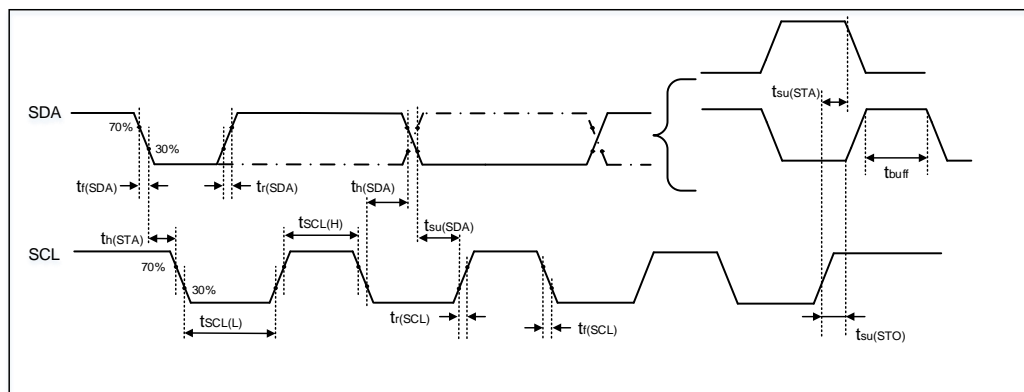 tsu(STA)
SDA
70%
30%
tf(SDA)
tr(SDA)
th(SDA)
tbuff
th(STA)
tSCL(H)
tsu(SDA)
SCL
70%
30%
tSCL(L)
tr(SCL)
tf(SCL)
tsu(STO)